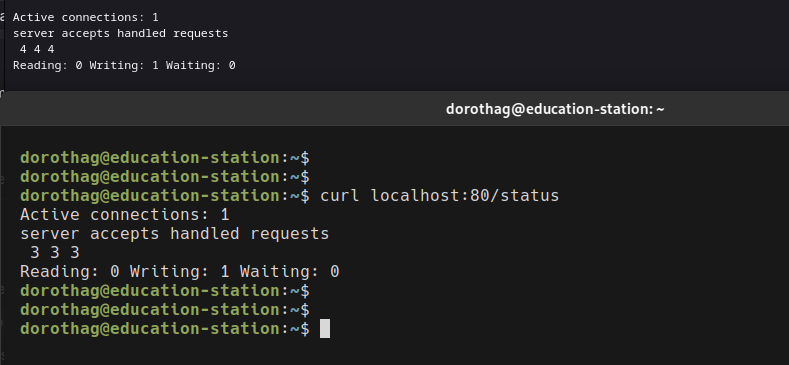 Active connections: 1
server accepts handled requests
 4 4 4
Reading: 0 Writing: 1 Waiting: 0
dorothag@education-station: ~
dorothag@education-station:~$
dorothag@education-station:~$
dorothag@education-station:~$ curl localhost:80/status
Active connections: 1
server accepts handled requests
 3 3 3
Reading: 0 Writing: 1 Waiting: 0
dorothag@education-station:~$
dorothag@education-station:~$
dorothag@education-station:~$